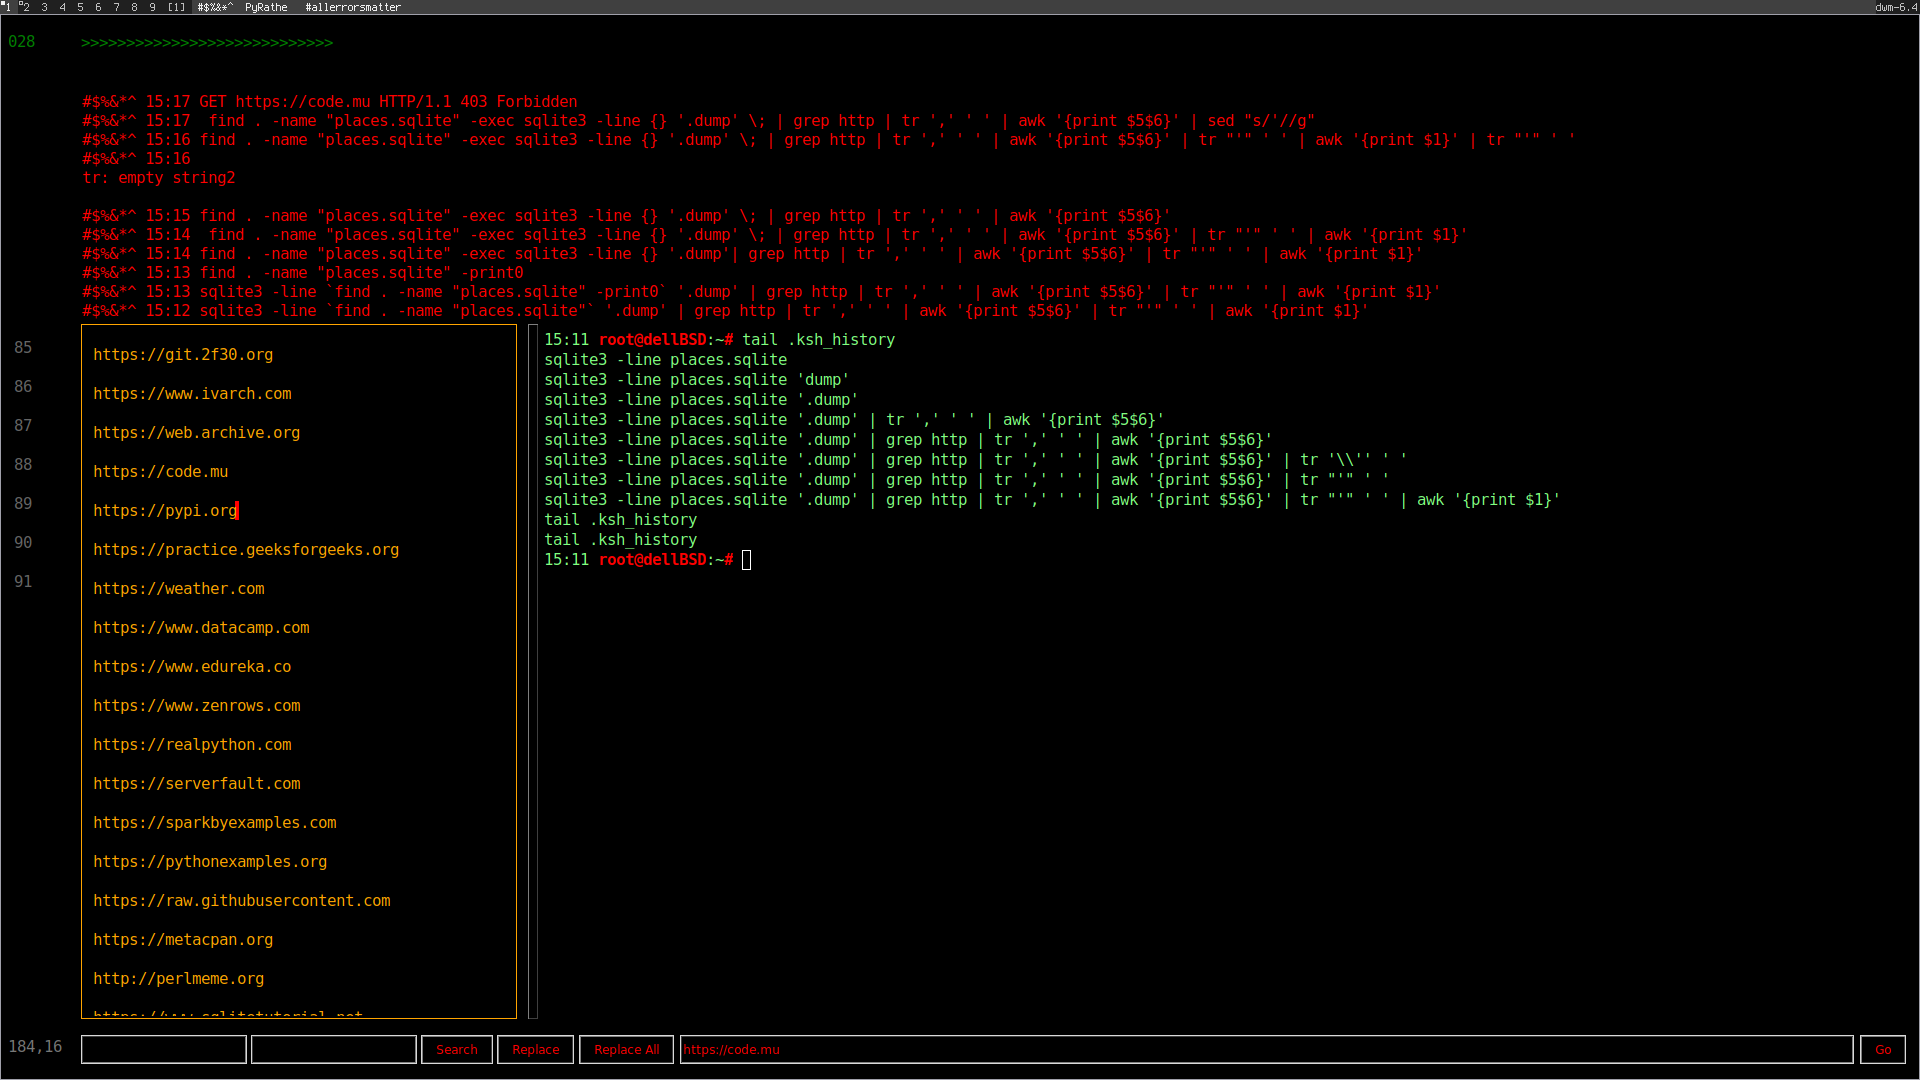 1 2 3 4 5 6 7 8 9 [1] #$%&*^ PyRathe #allerrorsmatter dwm-6.4
028 >>>>>>>>>>>>>>>>>>>>>>>>>>>>
#$%&*^ 15:17 GET https://code.mu HTTP/1.1 403 Forbidden
#$%&*^ 15:17  find . -name "places.sqlite" -exec sqlite3 -line {} '.dump' \; | grep http | tr ',' ' ' | awk '{print $5$6}' | sed "s/'//g"
#$%&*^ 15:16 find . -name "places.sqlite" -exec sqlite3 -line {} '.dump' \; | grep http | tr ',' ' ' | awk '{print $5$6}' | tr "'" ' ' | awk '{print $1}' | tr "'" ' '
#$%&*^ 15:16
tr: empty string2
#$%&*^ 15:15 find . -name "places.sqlite" -exec sqlite3 -line {} '.dump' \; | grep http | tr ',' ' ' | awk '{print $5$6}'
#$%&*^ 15:14  find . -name "places.sqlite" -exec sqlite3 -line {} '.dump' \; | grep http | tr ',' ' ' | awk '{print $5$6}' | tr "'" ' ' | awk '{print $1}'
#$%&*^ 15:14 find . -name "places.sqlite" -exec sqlite3 -line {} '.dump'| grep http | tr ',' ' ' | awk '{print $5$6}' | tr "'" ' ' | awk '{print $1}'
#$%&*^ 15:13 find . -name "places.sqlite" -print0
#$%&*^ 15:13 sqlite3 -line `find . -name "places.sqlite" -print0` '.dump' | grep http | tr ',' ' ' | awk '{print $5$6}' | tr "'" ' ' | awk '{print $1}'
#$%&*^ 15:12 sqlite3 -line `find . -name "places.sqlite"` '.dump' | grep http | tr ',' ' ' | awk '{print $5$6}' | tr "'" ' ' | awk '{print $1}'
85
86
87
88
89
90
91
https://git.2f30.org
https://www.ivarch.com
https://web.archive.org
https://code.mu
https://pypi.org
https://practice.geeksforgeeks.org
https://weather.com
https://www.datacamp.com
https://www.edureka.co
https://www.zenrows.com
https://realpython.com
https://serverfault.com
https://sparkbyexamples.com
https://pythonexamples.org
https://raw.githubusercontent.com
https://metacpan.org
http://perlmeme.org
https://www.sqlitetutorial.net
15:11 root@dellBSD:~# tail .ksh_history
sqlite3 -line places.sqlite
sqlite3 -line places.sqlite 'dump'
sqlite3 -line places.sqlite '.dump'
sqlite3 -line places.sqlite '.dump' | tr ',' ' ' | awk '{print $5$6}'
sqlite3 -line places.sqlite '.dump' | grep http | tr ',' ' ' | awk '{print $5$6}'
sqlite3 -line places.sqlite '.dump' | grep http | tr ',' ' ' | awk '{print $5$6}' | tr '\\'' ' '
sqlite3 -line places.sqlite '.dump' | grep http | tr ',' ' ' | awk '{print $5$6}' | tr "'" ' '
sqlite3 -line places.sqlite '.dump' | grep http | tr ',' ' ' | awk '{print $5$6}' | tr "'" ' ' | awk '{print $1}'
tail .ksh_history
tail .ksh_history
15:11 root@dellBSD:~#
184,16 Search Replace Replace All https://code.mu Go